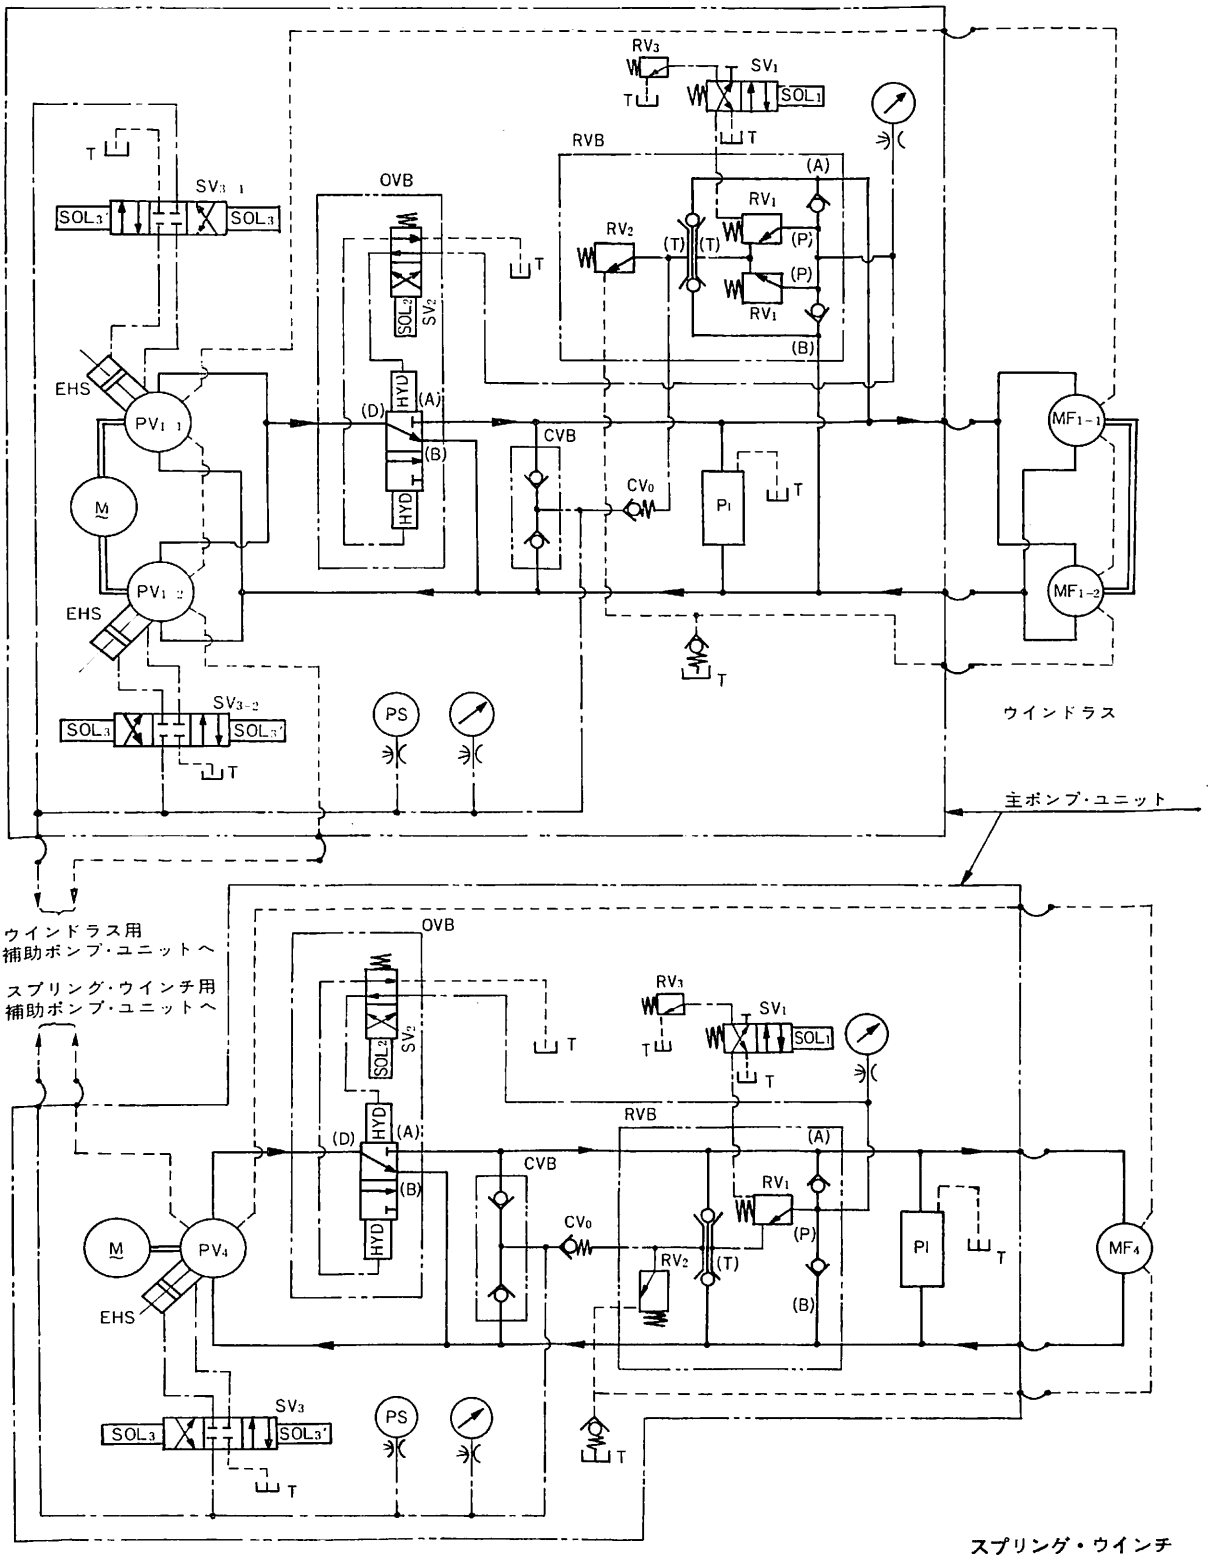 RV3
SV1
T
SOL1
T
T
SV3-1
SOL3'
SOL3
OVB
RVB
(A)
RV1
RV2
(T)
(T)
(P)
(P)
RV1
(B)
T
SOL2
SV2
EHS
PV1-1
HYD
(D)
(A)
(B)
HYD
CVB
CV0
PI
T
MF1-1
M
PV1-2
EHS
MF1-2
T
SV3-2
SOL3
SOL3'
T
PS
ウインドラス
主ポンプ・ユニット
ウインドラス用
補助ポンプ・ユニットへ
スプリング・ウインチ用
補助ポンプ・ユニットへ
OVB
SOL2
SV2
T
RV3
SV1
T
SOL1
T
RVB
HYD
(D)
(A)
(B)
HYD
CVB
CV0
(A)
RV1
(P)
RV2
(T)
(B)
PI
T
M
PV4
EHS
MF4
SV3
SOL3
SOL3'
T
PS
T
スプリング・ウインチ